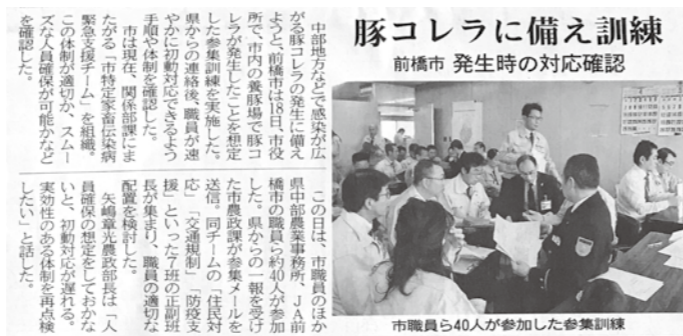 豚コレラに備え訓練
前橋市 発生時の対応確認
中部地方などで感染が広
がる豚コレラの発生に備え
ようと、前橋市は18日、市役
所で、市内の養豚場で豚コ
レラが発生したことを想定
した参集訓練を実施した。
県からの連絡後、職員が速
やかに初動対応できるよう
手順や体制を確認した。
市は現在、関係部課にま
たがる「市特定家畜伝染病
緊急支援チーム」を組織。
この体制が適切か、スムー
ズな人員確保が可能かなど
を確認した。
この日は、市職員のほか
県中部農業事務所、JA前
橋市の職員ら約40人が参加
した。県からの一報を受け
た市農政課が参集メールを
送信。同チームの「住民対
応」「交通規制」「防疫支
援」といった7班の正副班
長が集まり、職員の適切な
配置を検討した。
矢嶋章光農政部長は「人
員確保の想定をしておかな
いと、初動対応が遅れる。
実効性のある体制を再点検
したい」と話した。
市職員ら40人が参加した参集訓練